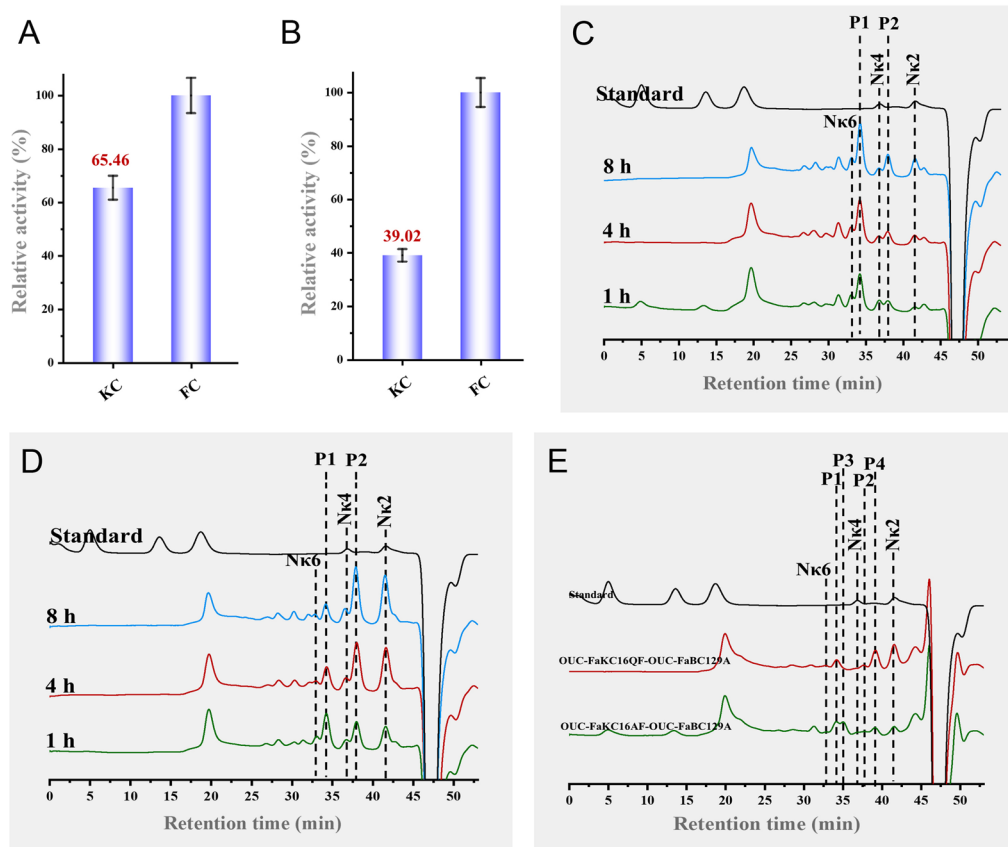 A
Relative activity (%)
100
80
60
40
20
0
65.46
KC
FC
B
Relative activity (%)
100
80
60
40
20
0
39.02
KC
FC
C
P1
P2
Nκ4
Nκ2
Standard
Nκ6
8 h
4 h
1 h
0 5 10 15 20 25 30 35 40 45 50
Retention time (min)
D
P1
P2
Nκ4
Nκ2
Standard
Nκ6
8 h
4 h
1 h
0 5 10 15 20 25 30 35 40 45 50
Retention time (min)
E
P3
P1
P4
P2
Nκ4
Nκ2
Nκ6
Standard
OUC-FaKC16QF-OUC-FaBC129A
OUC-FaKC16AF-OUC-FaBC129A
0 5 10 15 20 25 30 35 40 45 50
Retention time (min)